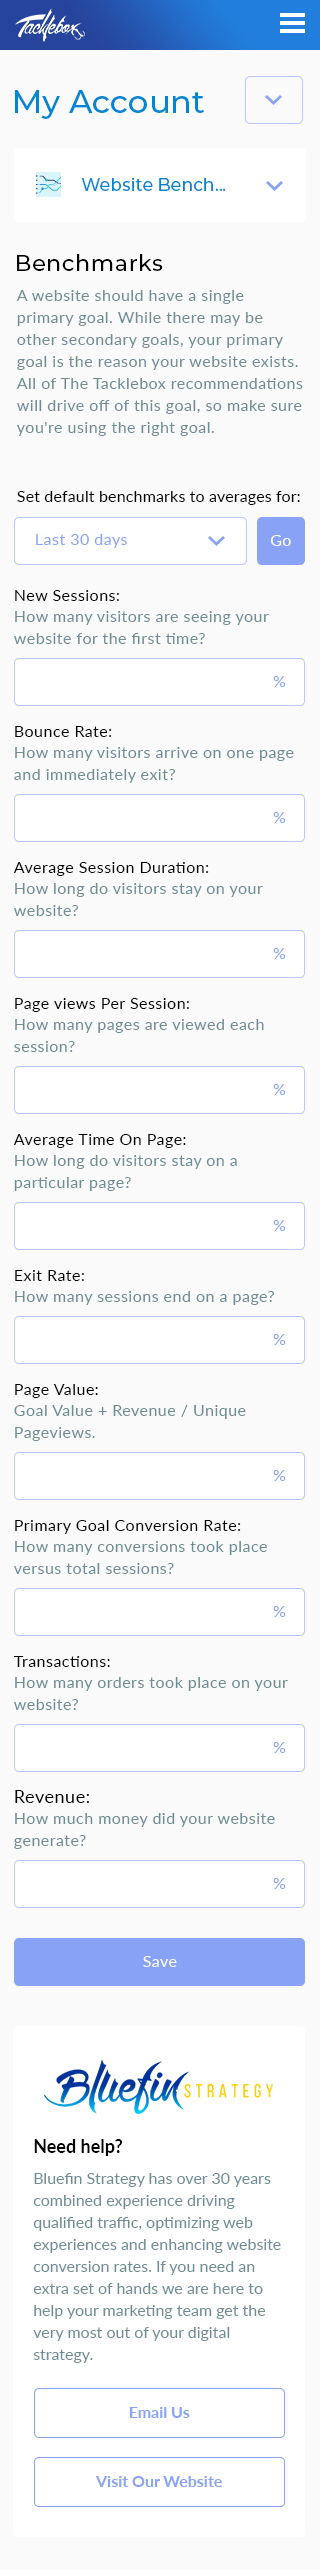 Tacklebox
My Account
Website Bench...
Benchmarks
A website should have a single
primary goal. While there may be
other secondary goals, your primary
goal is the reason your website exists.
All of The Tacklebox recommendations
will drive off of this goal, so make sure
you're using the right goal.
Set default benchmarks to averages for:
Last 30 days
Go
New Sessions:
How many visitors are seeing your
website for the first time?
%
Bounce Rate:
How many visitors arrive on one page
and immediately exit?
%
Average Session Duration:
How long do visitors stay on your
website?
%
Page views Per Session:
How many pages are viewed each
session?
%
Average Time On Page:
How long do visitors stay on a
particular page?
%
Exit Rate:
How many sessions end on a page?
%
Page Value:
Goal Value + Revenue / Unique
Pageviews.
%
Primary Goal Conversion Rate:
How many conversions took place
versus total sessions?
%
Transactions:
How many orders took place on your
website?
%
Revenue:
How much money did your website
generate?
%
Save
Bluefin STRATEGY
Need help?
Bluefin Strategy has over 30 years
combined experience driving
qualified traffic, optimizing web
experiences and enhancing website
conversion rates. If you need an
extra set of hands we are here to
help your marketing team get the
very most out of your digital
strategy.
Email Us
Visit Our Website